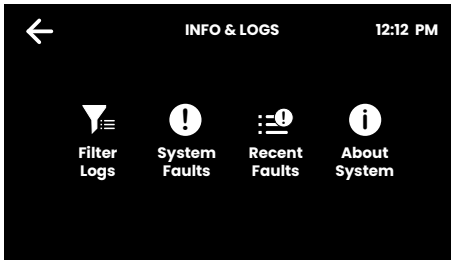 INFO & LOGS 12:12 PM
Filter System Recent About
Logs Faults Faults System